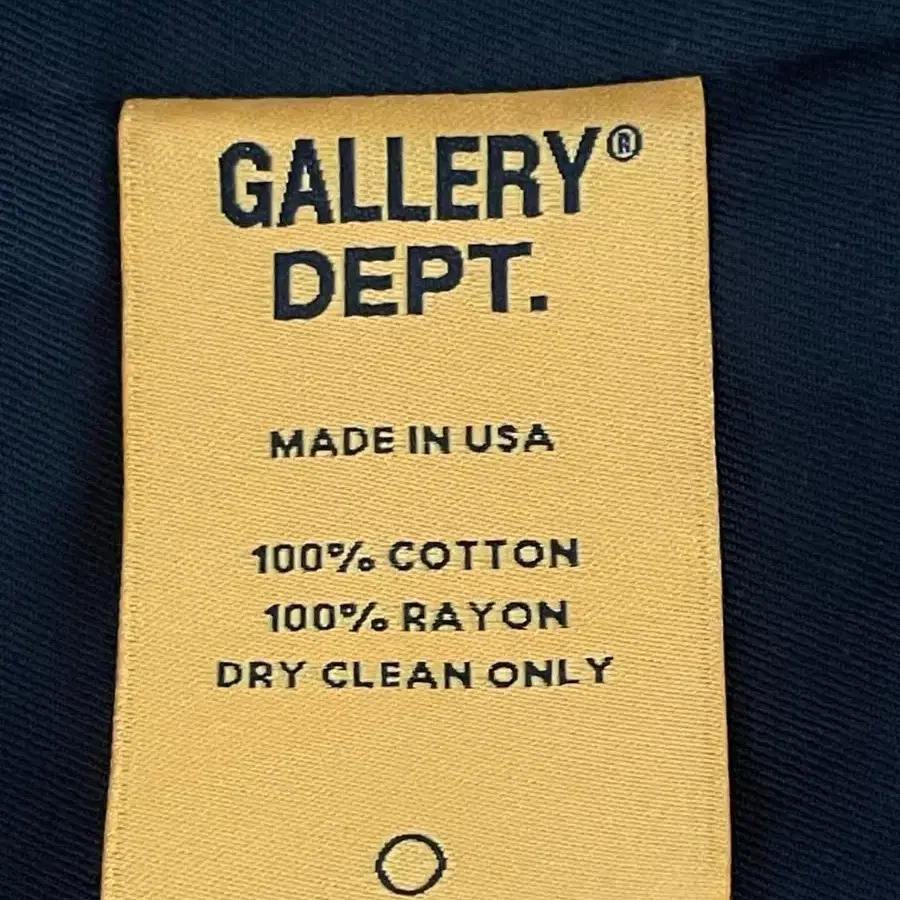 GALLERY®
DEPT.
MADE IN USA
100% COTTON
100% RAYON
DRY CLEAN ONLY